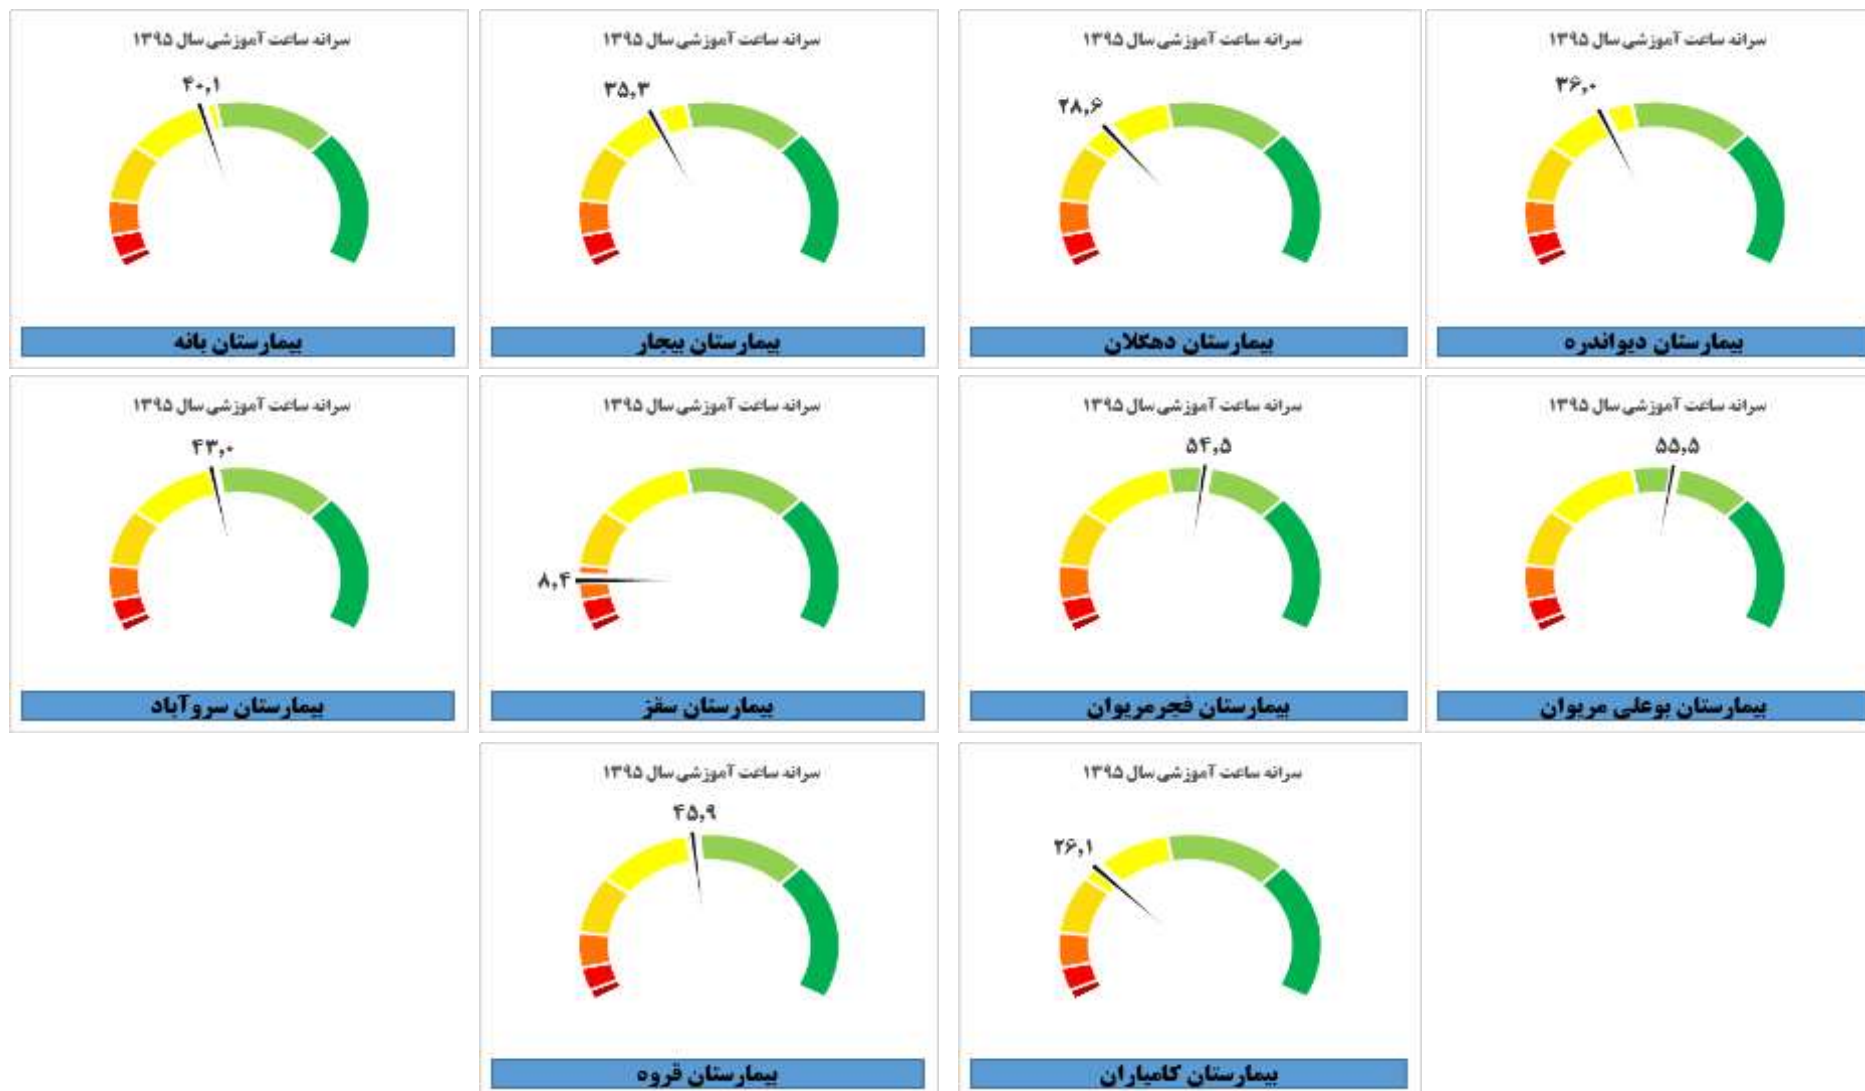 سرانه ساعت آموزشی سال ۱۳۹۵
۳۶,۰
بیمارستان دیواندره
سرانه ساعت آموزشی سال ۱۳۹۵
۲۸,۶
بیمارستان دهگلان
سرانه ساعت آموزشی سال ۱۳۹۵
۳۵,۳
بیمارستان بیجار
سرانه ساعت آموزشی سال ۱۳۹۵
۴۰,۱
بیمارستان بانه
سرانه ساعت آموزشی سال ۱۳۹۵
۵۵,۵
بیمارستان بوعلی مریوان
سرانه ساعت آموزشی سال ۱۳۹۵
۵۴,۵
بیمارستان فجرمریوان
سرانه ساعت آموزشی سال ۱۳۹۵
۸,۴
بیمارستان سقز
سرانه ساعت آموزشی سال ۱۳۹۵
۴۳,۰
بیمارستان سروآباد
سرانه ساعت آموزشی سال ۱۳۹۵
۲۶,۱
بیمارستان کامیاران
سرانه ساعت آموزشی سال ۱۳۹۵
۴۵,۹
بیمارستان قروه